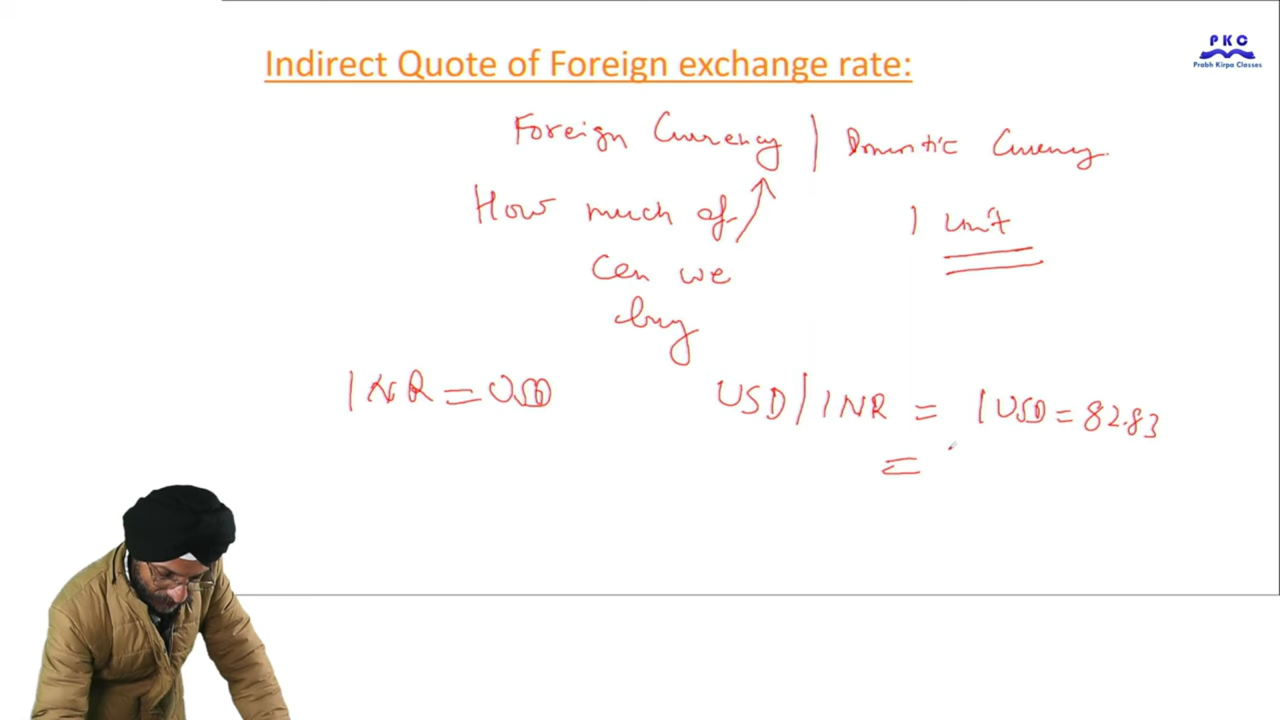 PKC
Prabh Kirpa Classes
Indirect Quote of Foreign exchange rate:
Foreign Currency | Domestic Currency.
How much of 1 unit
can we
buy
INR = USD USD/INR = 1 USD = 82.83
=